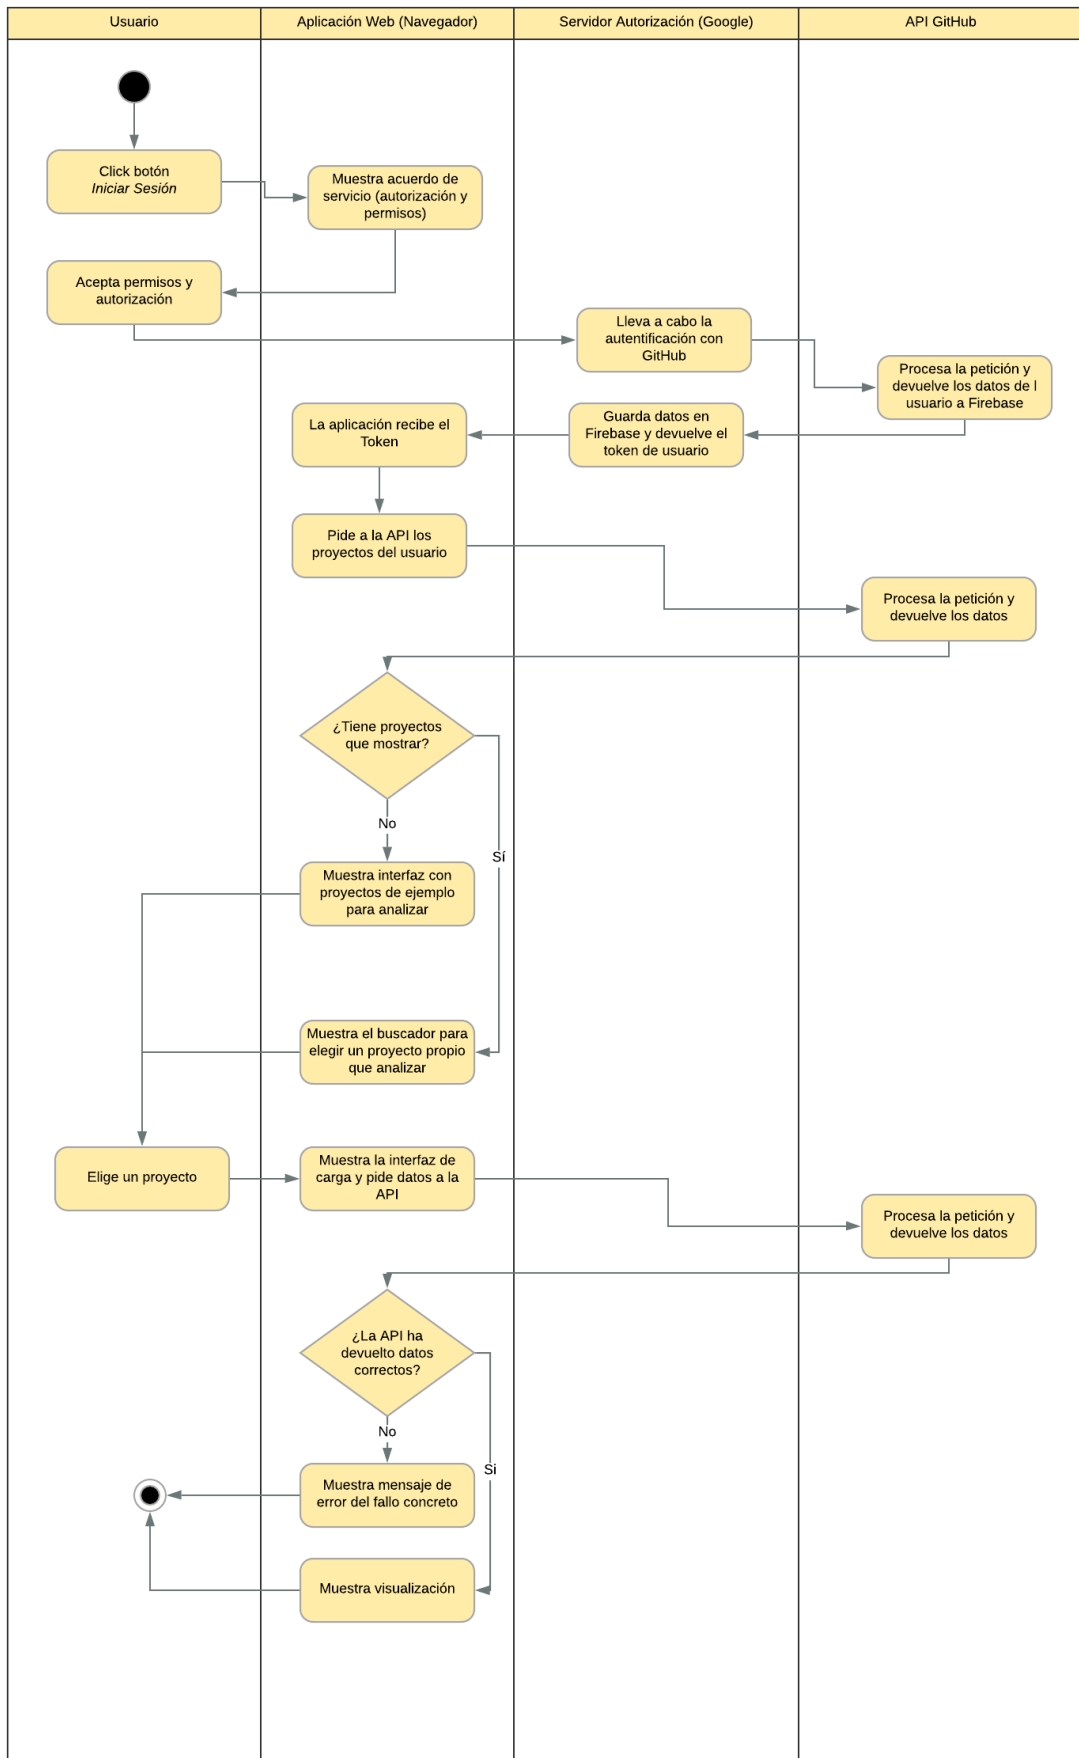 Usuario
Aplicación Web (Navegador)
Servidor Autorización (Google)
API GitHub
Click botón
Iniciar Sesión
Muestra acuerdo de
servicio (autorización y
permisos)
Acepta permisos y
autorización
Lleva a cabo la
autentificación con
GitHub
Procesa la petición y
devuelve los datos de l
usuario a Firebase
Guarda datos en
Firebase y devuelve el
token de usuario
La aplicación recibe el
Token
Pide a la API los
proyectos del usuario
Procesa la petición y
devuelve los datos
¿Tiene proyectos
que mostrar?
No
Sí
Muestra interfaz con
proyectos de ejemplo
para analizar
Muestra el buscador para
elegir un proyecto propio
que analizar
Elige un proyecto
Muestra la interfaz de
carga y pide datos a la
API
Procesa la petición y
devuelve los datos
¿La API ha
devuelto datos
correctos?
No
Si
Muestra mensaje de
error del fallo concreto
Muestra visualización